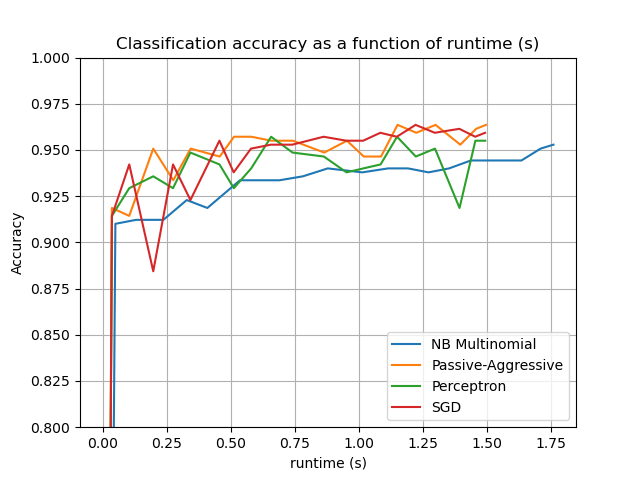 Classification accuracy as a function of runtime (s)
1.000
0.975
0.950
0.925
0.900
0.875
0.850
0.825
0.800
Accuracy
NB Multinomial
Passive-Aggressive
Perceptron
SGD
0.00 0.25 0.50 0.75 1.00 1.25 1.50 1.75
runtime (s)